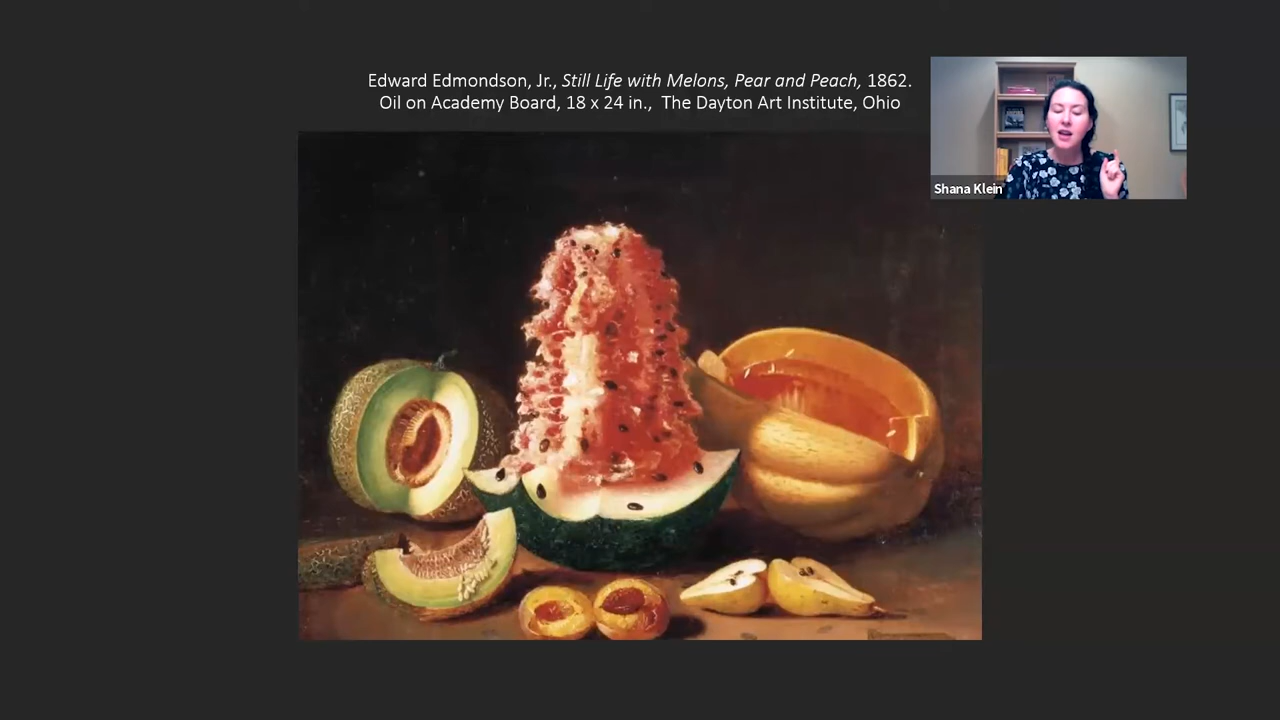 Edward Edmondson, Jr., Still Life with Melons, Pear and Peach, 1862.
Oil on Academy Board, 18 x 24 in., The Dayton Art Institute, Ohio
Shana Klein